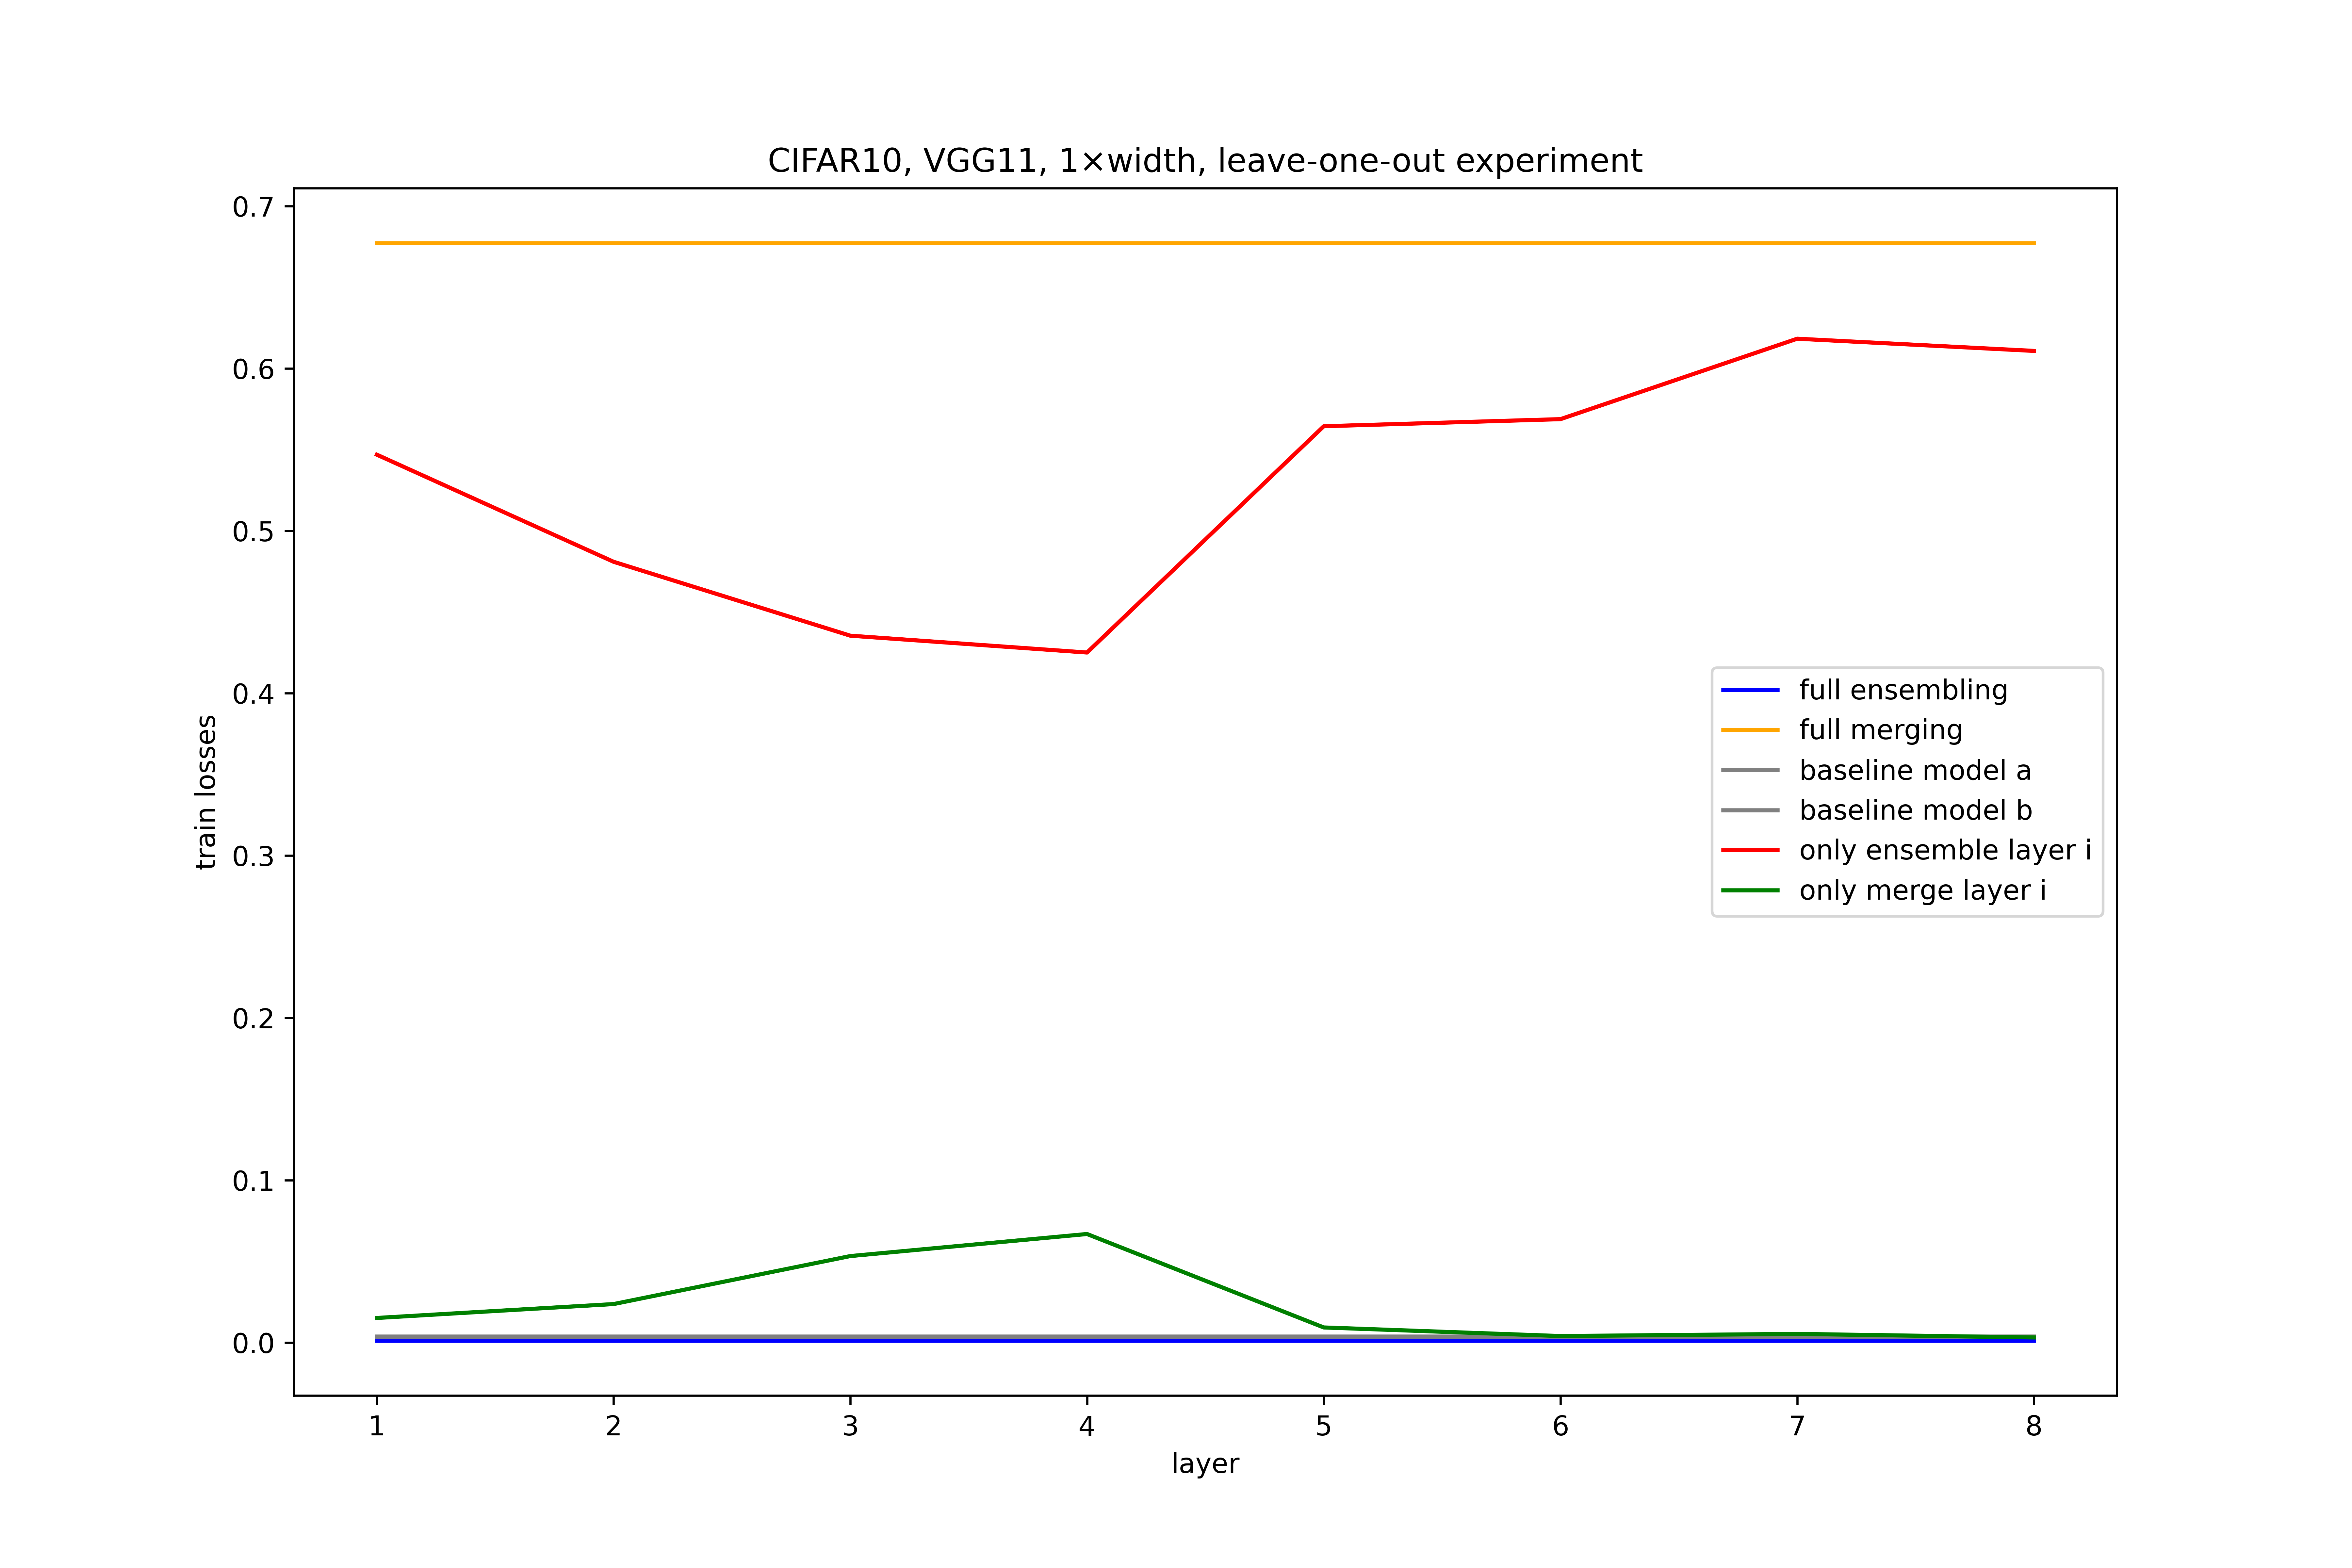 CIFAR10, VGG11, 1×width, leave-one-out experiment
train losses
0.7
0.6
0.5
0.4
0.3
0.2
0.1
0.0
full ensembling
full merging
baseline model a
baseline model b
only ensemble layer i
only merge layer i
1 2 3 4 5 6 7 8
layer